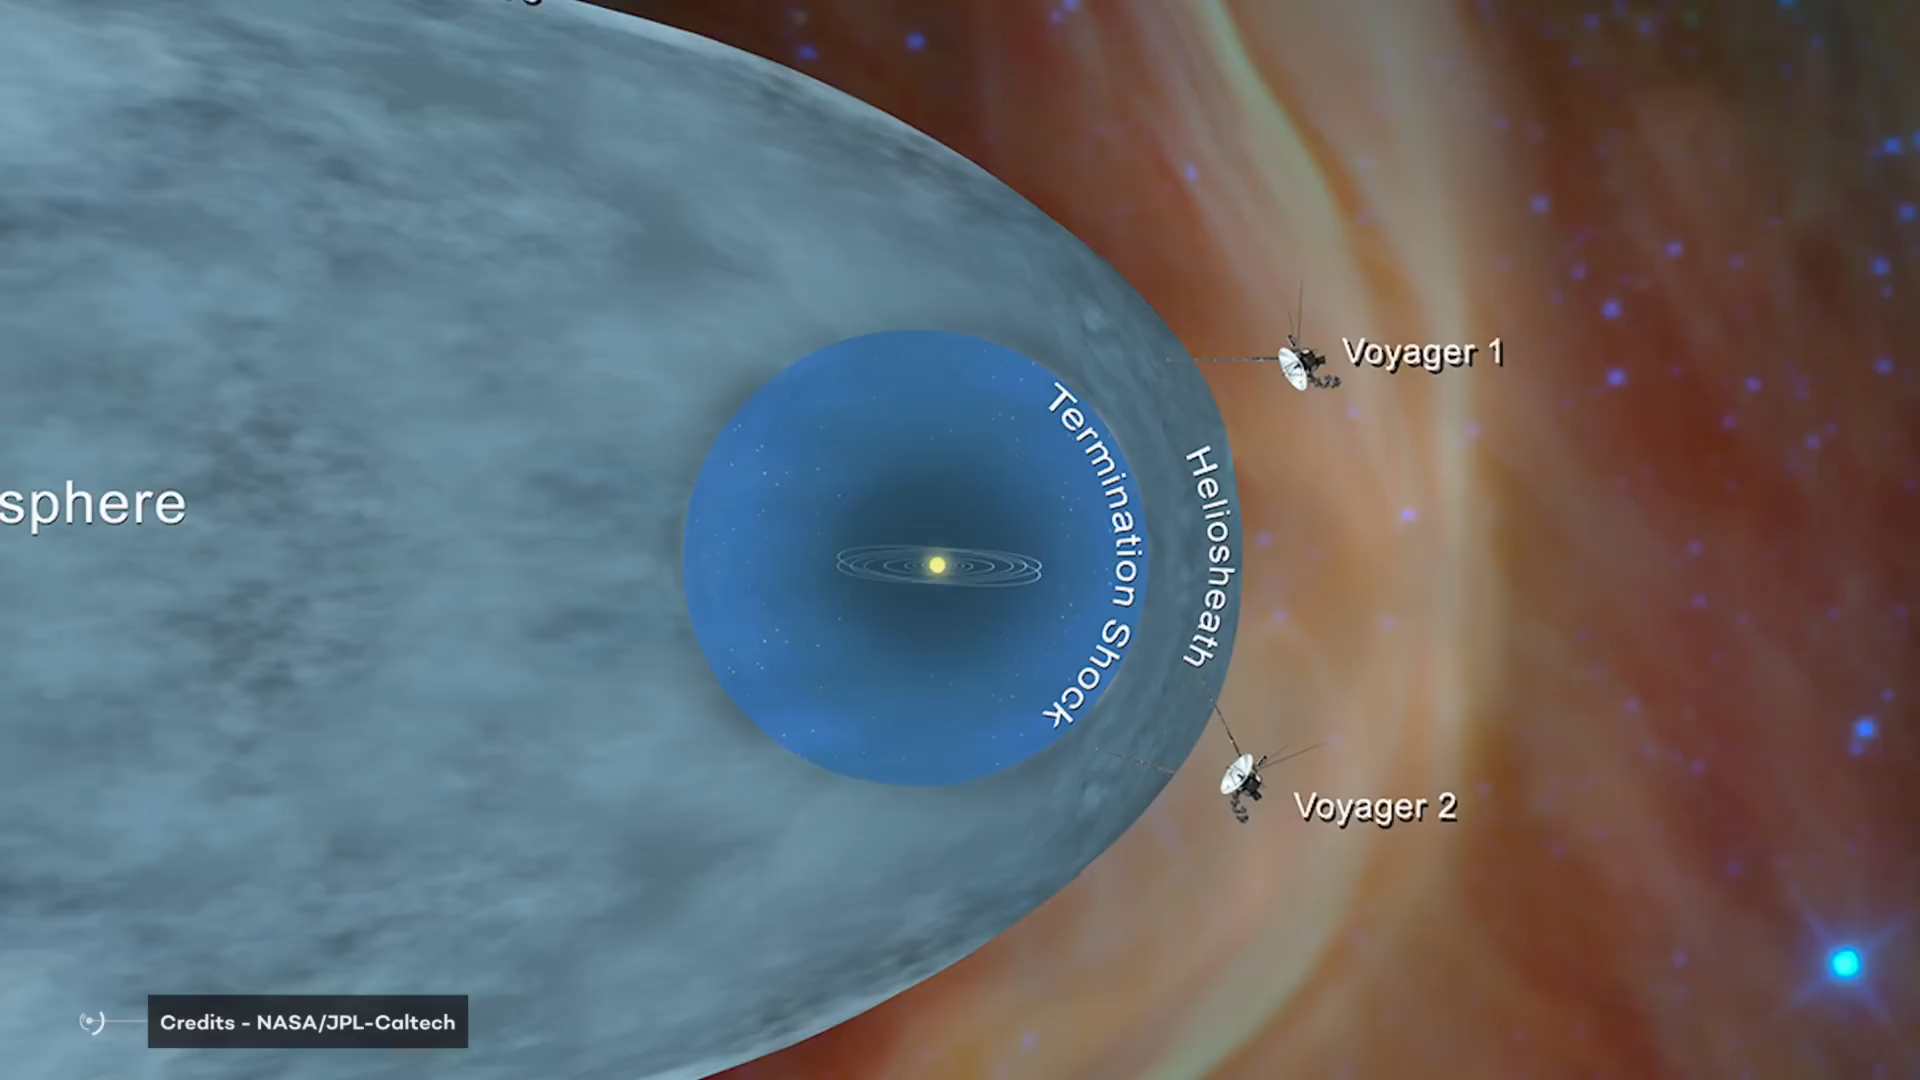 Voyager 1
Termination Shock
Heliosheath
sphere
Voyager 2
Credits - NASA/JPL-Caltech